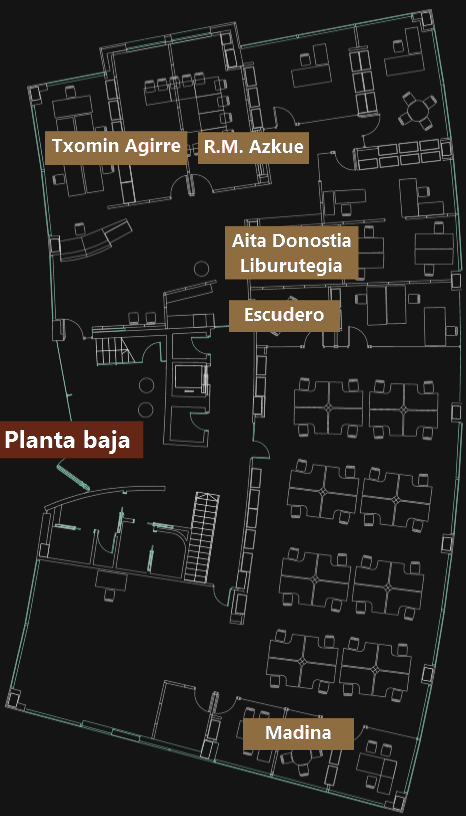 Txomin Agirre
R.M. Azkue
Aita Donostia
Liburutegia
Escudero
Planta baja
Madina